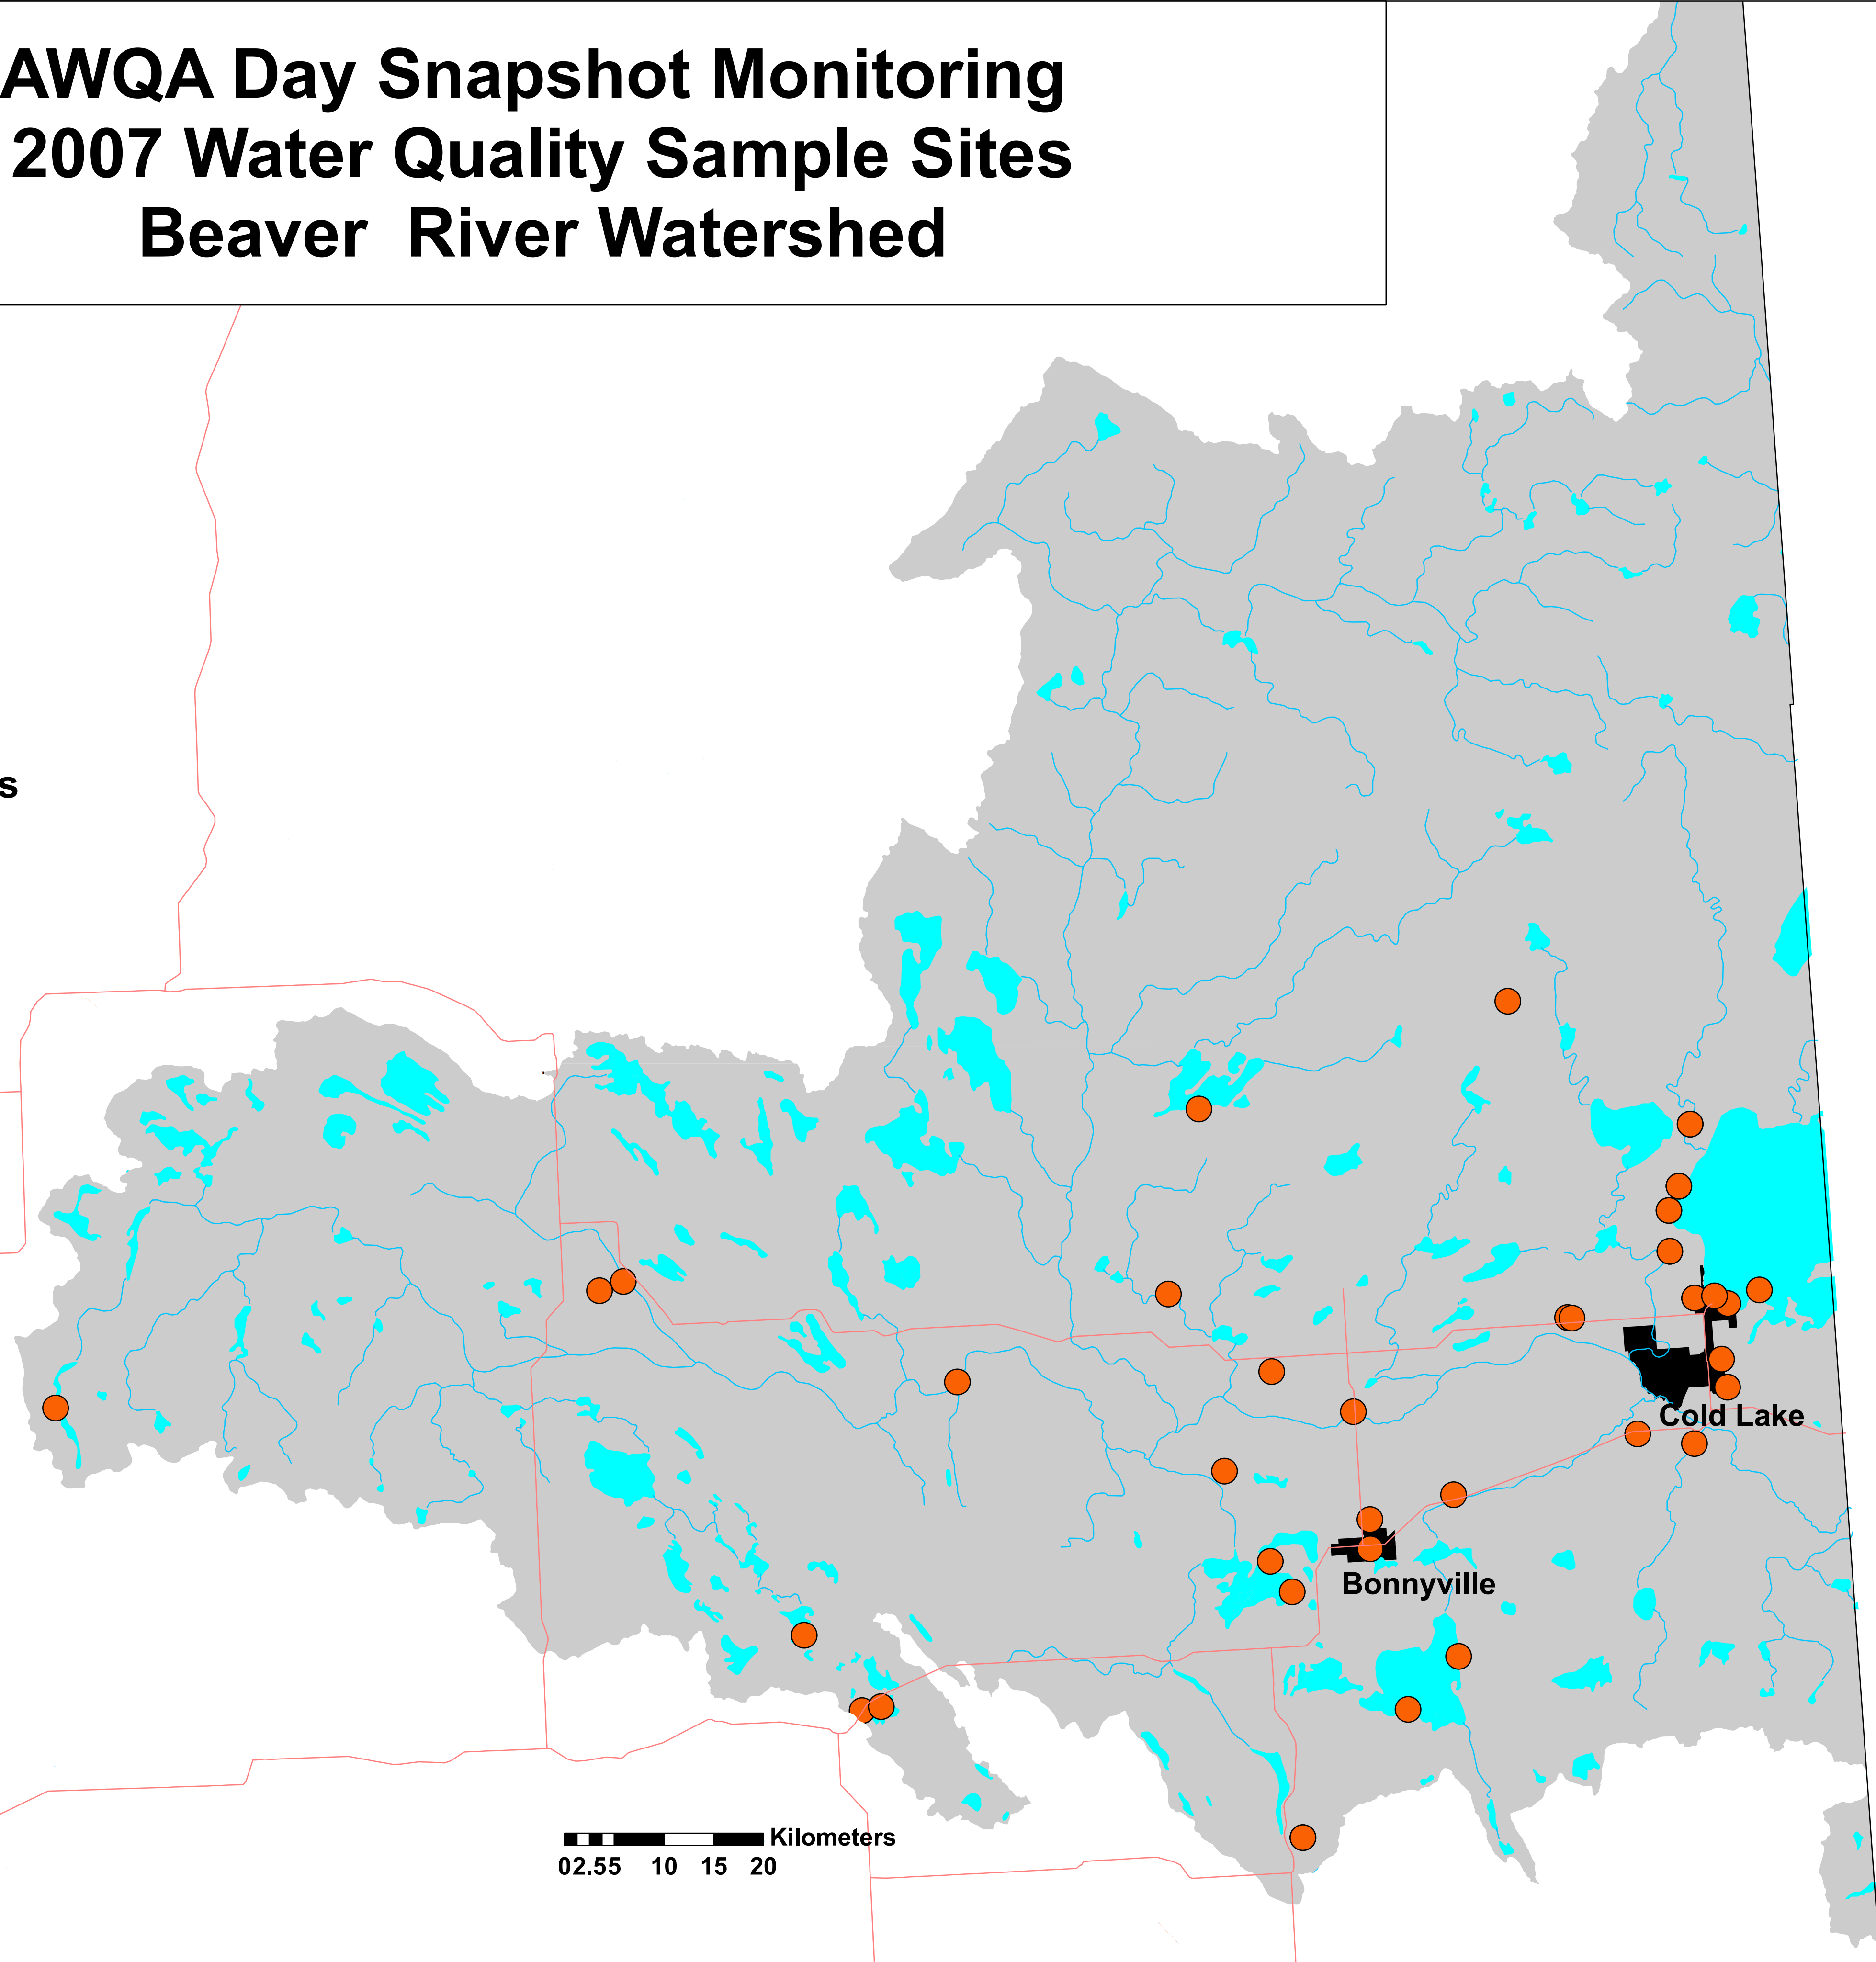 AWQA Day Snapshot Monitoring
2007 Water Quality Sample Sites
Beaver River Watershed
s
Cold Lake
Bonnyville
Kilometers
02.55 10 15 20